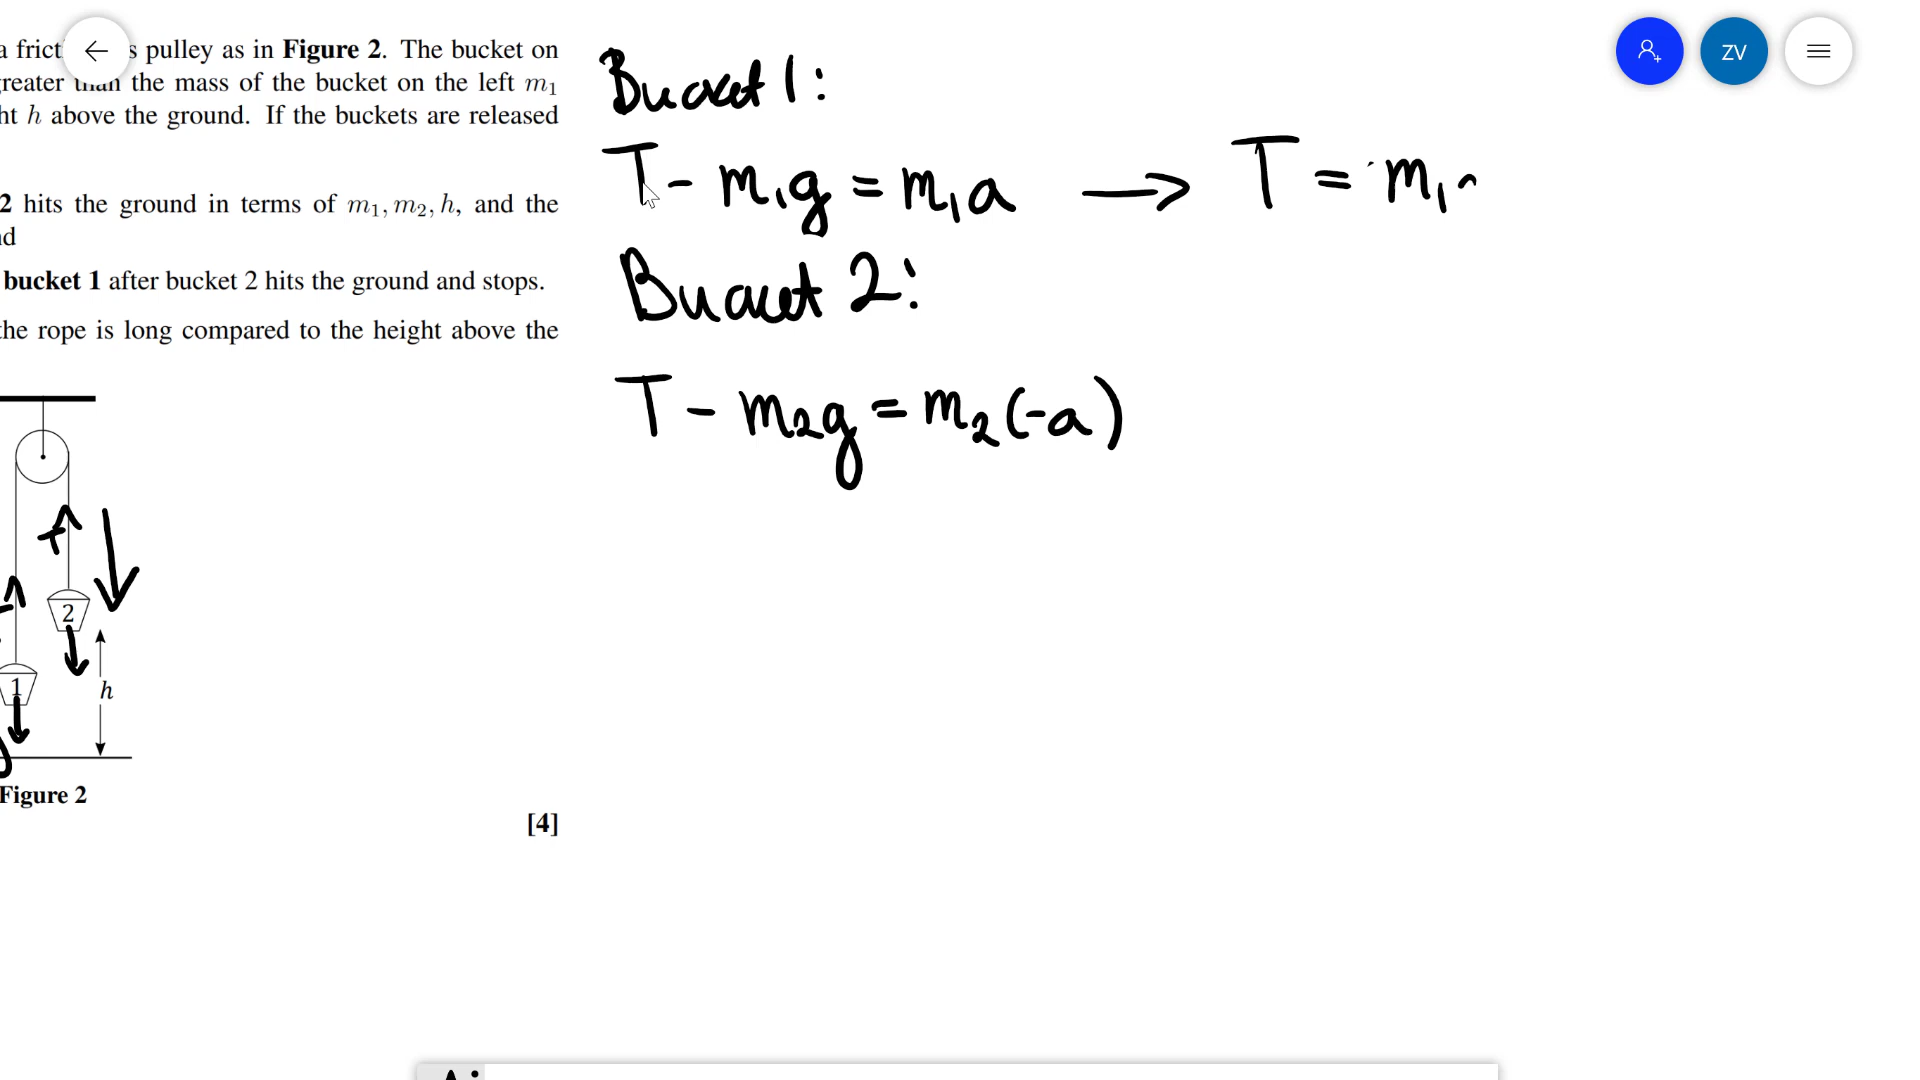 a frict s pulley as in Figure 2. The bucket on
reater than the mass of the bucket on the left m₁
ht h above the ground. If the buckets are released
2 hits the ground in terms of m₁, m₂, h, and the
d
bucket 1 after bucket 2 hits the ground and stops.
the rope is long compared to the height above the
T
2
1
h
Figure 2
[4]
Bucket 1:
T - m₁g = m₁a → T = m₁
Bucket 2:
T - m₂g = m₂(-a)
ZV